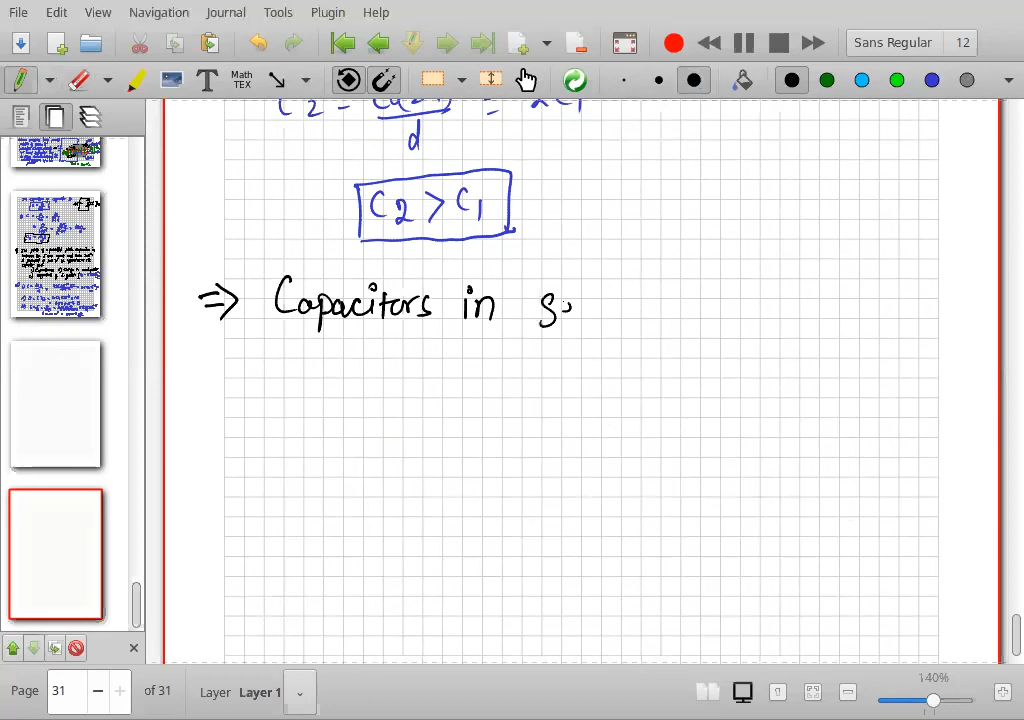 File Edit View Navigation Journal Tools Plugin Help
Sans Regular 12
Math
TEX
d
C2 > C1
⇒ Capacitors in s
Page 31 of 31 Layer Layer 1 140%